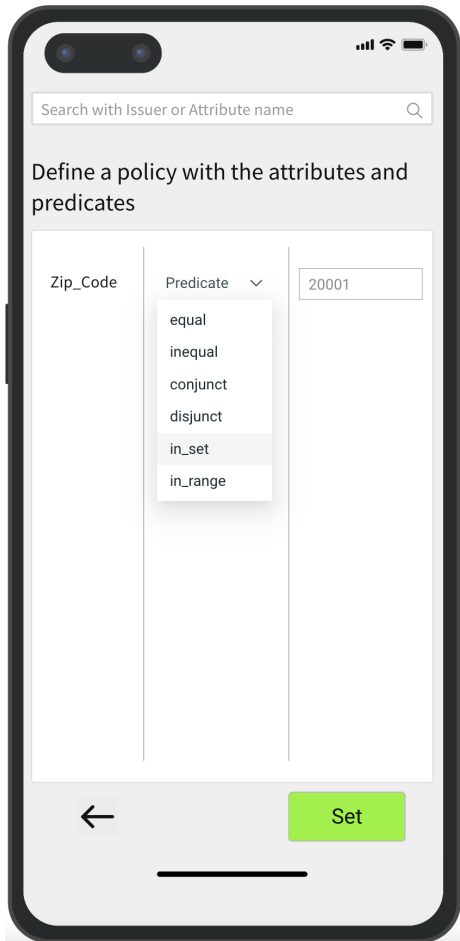 Search with Issuer or Attribute name
Define a policy with the attributes and
predicates
Zip_Code
Predicate
20001
equal
inequal
conjunct
disjunct
in_set
in_range
Set